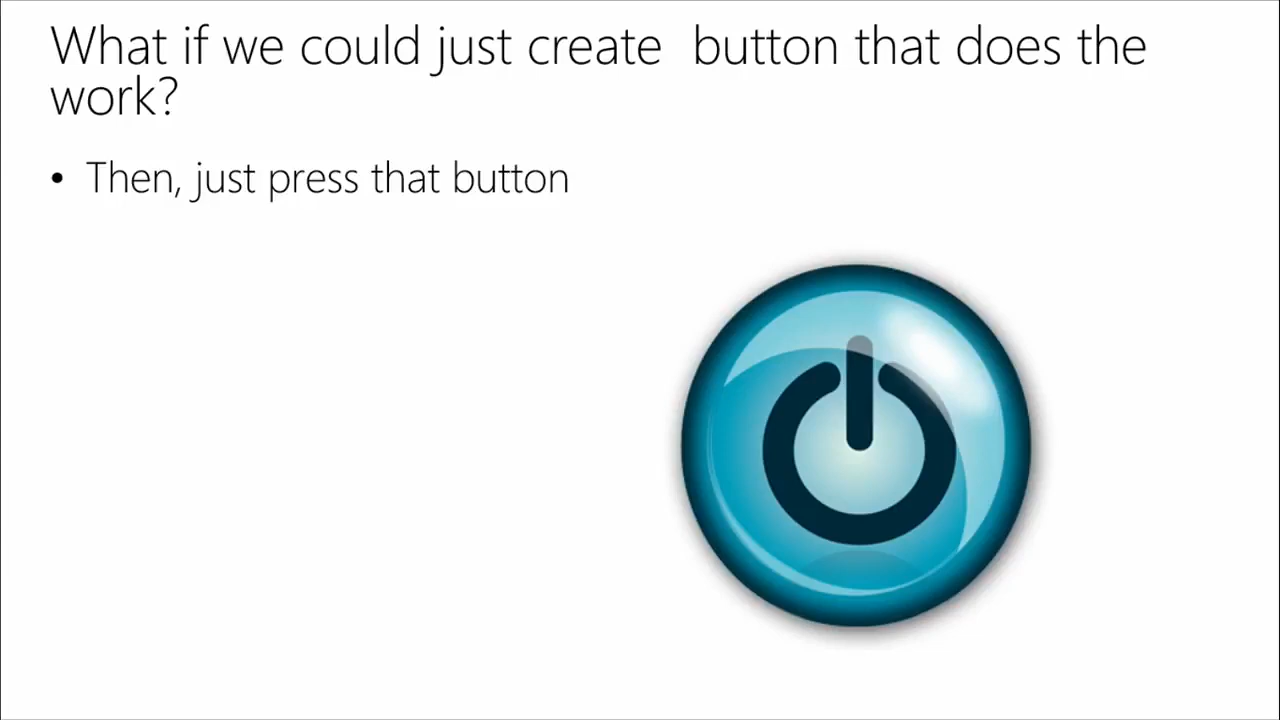 What if we could just create  button that does the
work?
• Then, just press that button